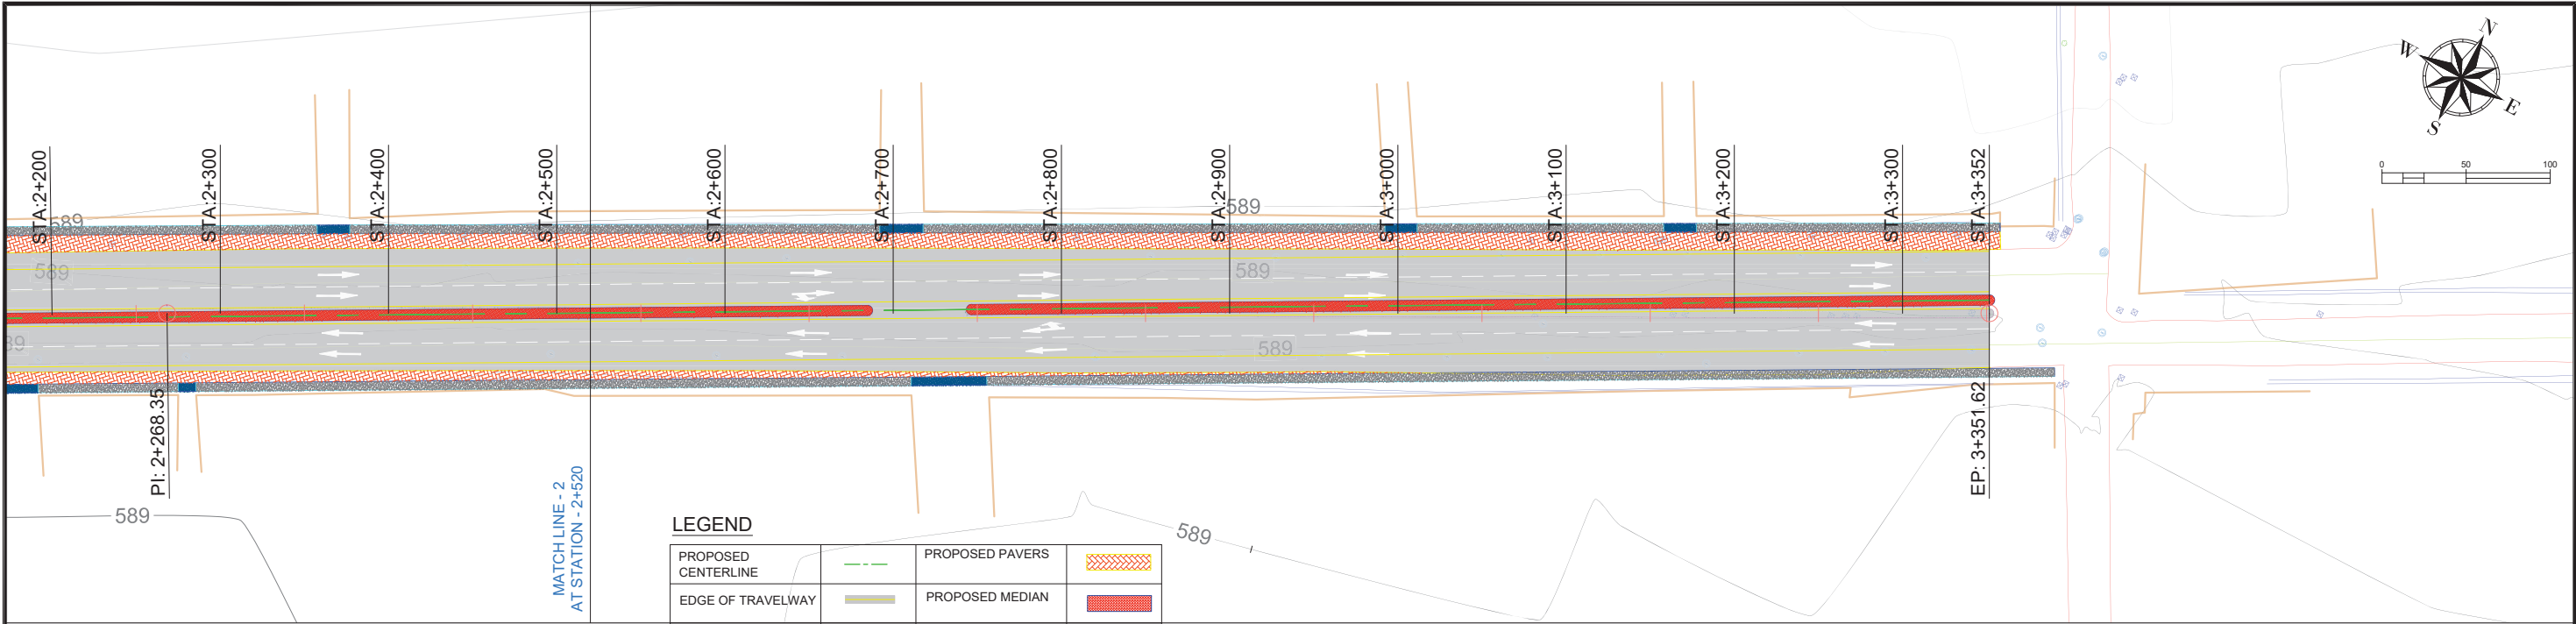 N
W
E
S
0 50 100
STA:2+200
STA:2+300
STA:2+400
STA:2+500
STA:2+600
STA:2+700
STA:2+800
STA:2+900
STA:3+000
STA:3+100
STA:3+200
STA:3+300
STA:3+352
589
589
589
589
89
589
PI: 2+268.35
EP: 3+351.62
589
589
MATCH LINE - 2
AT STATION - 2+520
LEGEND
PROPOSED
CENTERLINE
PROPOSED PAVERS
EDGE OF TRAVELWAY
PROPOSED MEDIAN